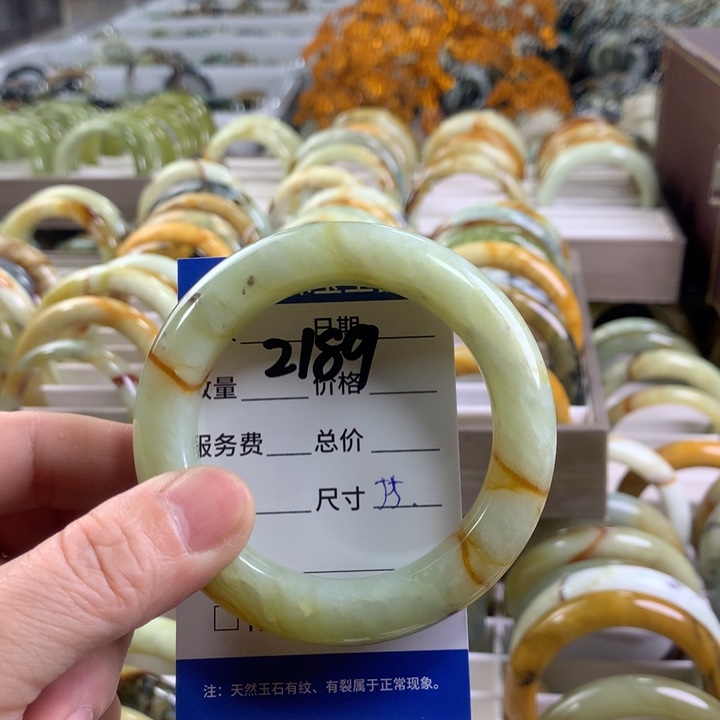 日期
2189
数量 价格
服务费 总价
尺寸
注：天然玉石有纹、有裂属于正常现象。